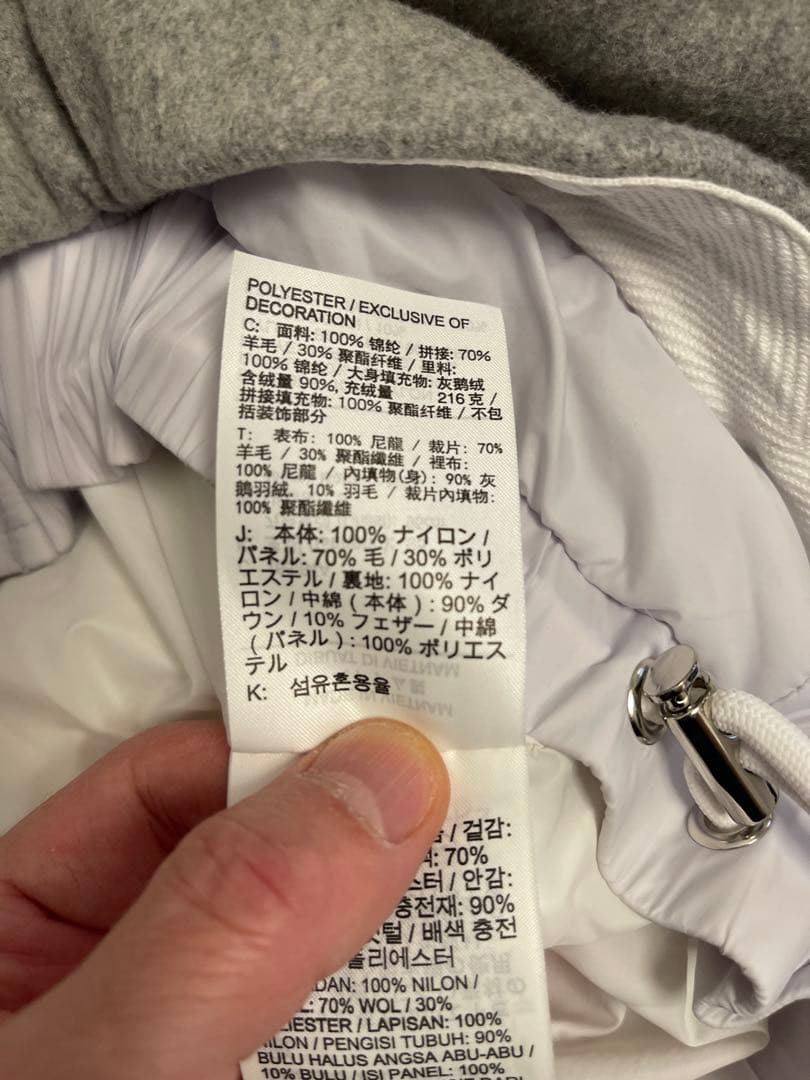 POLYESTER / EXCLUSIVE OF
DECORATION
C: 面料: 100% 锦纶 / 拼接: 70%
羊毛 / 30% 聚酯纤维 / 里料:
100% 锦纶 / 大身填充物: 灰鹅绒
含绒量 90%, 充绒量 216 克 /
拼接填充物: 100% 聚酯纤维 / 不包
括装饰部分
T: 表布: 100% 尼龍 / 裁片: 70%
羊毛 / 30% 聚酯纖維 / 裡布:
100% 尼龍 / 內填物(身): 90% 灰
鵝羽絨, 10% 羽毛 / 裁片內填物:
100% 聚酯纖維
J: 本体: 100% ナイロン /
パネル: 70% 毛 / 30% ポリ
エステル / 裏地: 100% ナイ
ロン / 中綿 ( 本体 ) : 90% ダ
ウン / 10% フェザー / 中綿
( パネル ) : 100% ポリエス
テル
DIBUAT DI VIETNAM
VIETNAM
K: 섬유혼용율
/ 겉감:
70%
/ 안감:
충전재: 90%
/ 배색 충전
폴리에스터
100% NILON /
70% WOL / 30%
/ LAPISAN: 100%
/ PENGISI TUBUH: 90%
BULU HALUS ANGSA ABU-ABU /
10% BULU / ISI PANEL: 100%